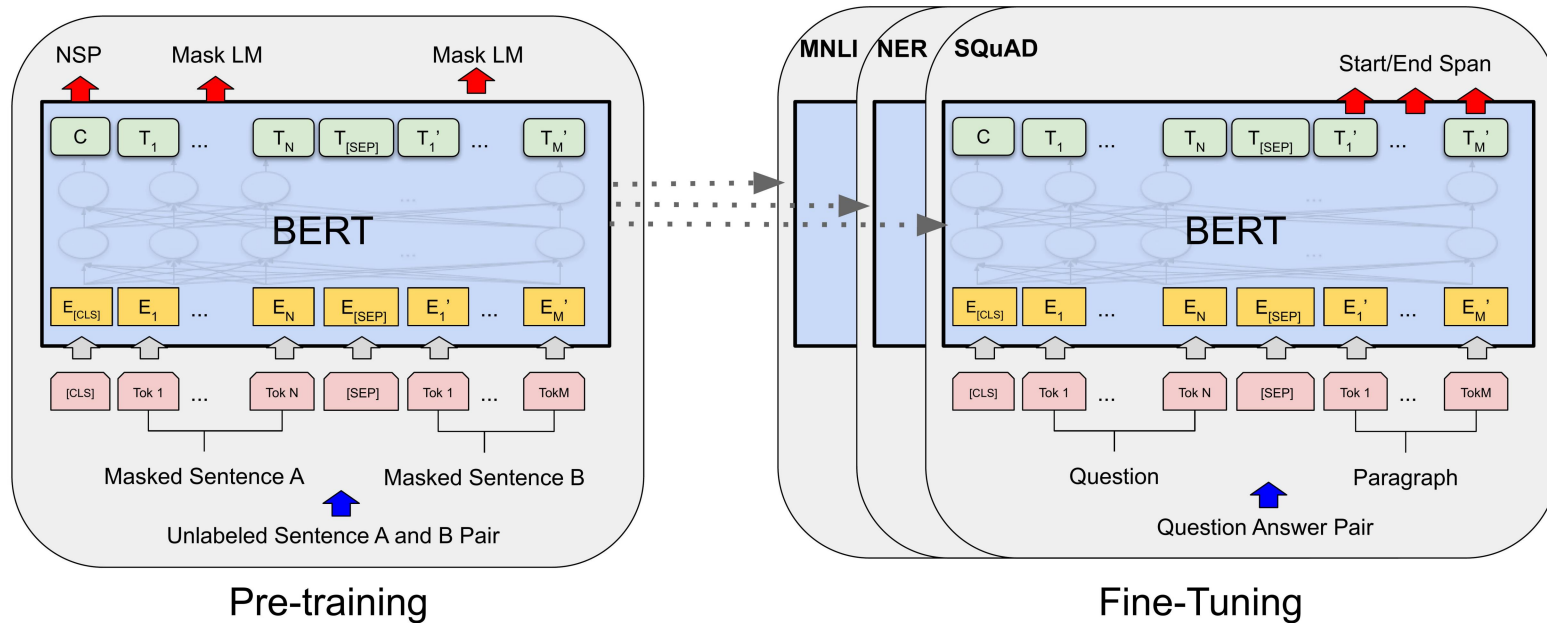 NSP Mask LM Mask LM
C T1 ... TN T[SEP] T1’ ... TM’
...
BERT
...
E[CLS] E1 ... EN E[SEP] E1’ ... EM’
[CLS] Tok 1 ... Tok N [SEP] Tok 1 ... TokM
Masked Sentence A Masked Sentence B
Unlabeled Sentence A and B Pair
Pre-training
MNLI NER SQuAD
Start/End Span
C T1 ... TN T[SEP] T1’ ... TM’
...
BERT
...
E[CLS] E1 ... EN E[SEP] E1’ ... EM’
[CLS] Tok 1 ... Tok N [SEP] Tok 1 ... TokM
Question Paragraph
Question Answer Pair
Fine-Tuning